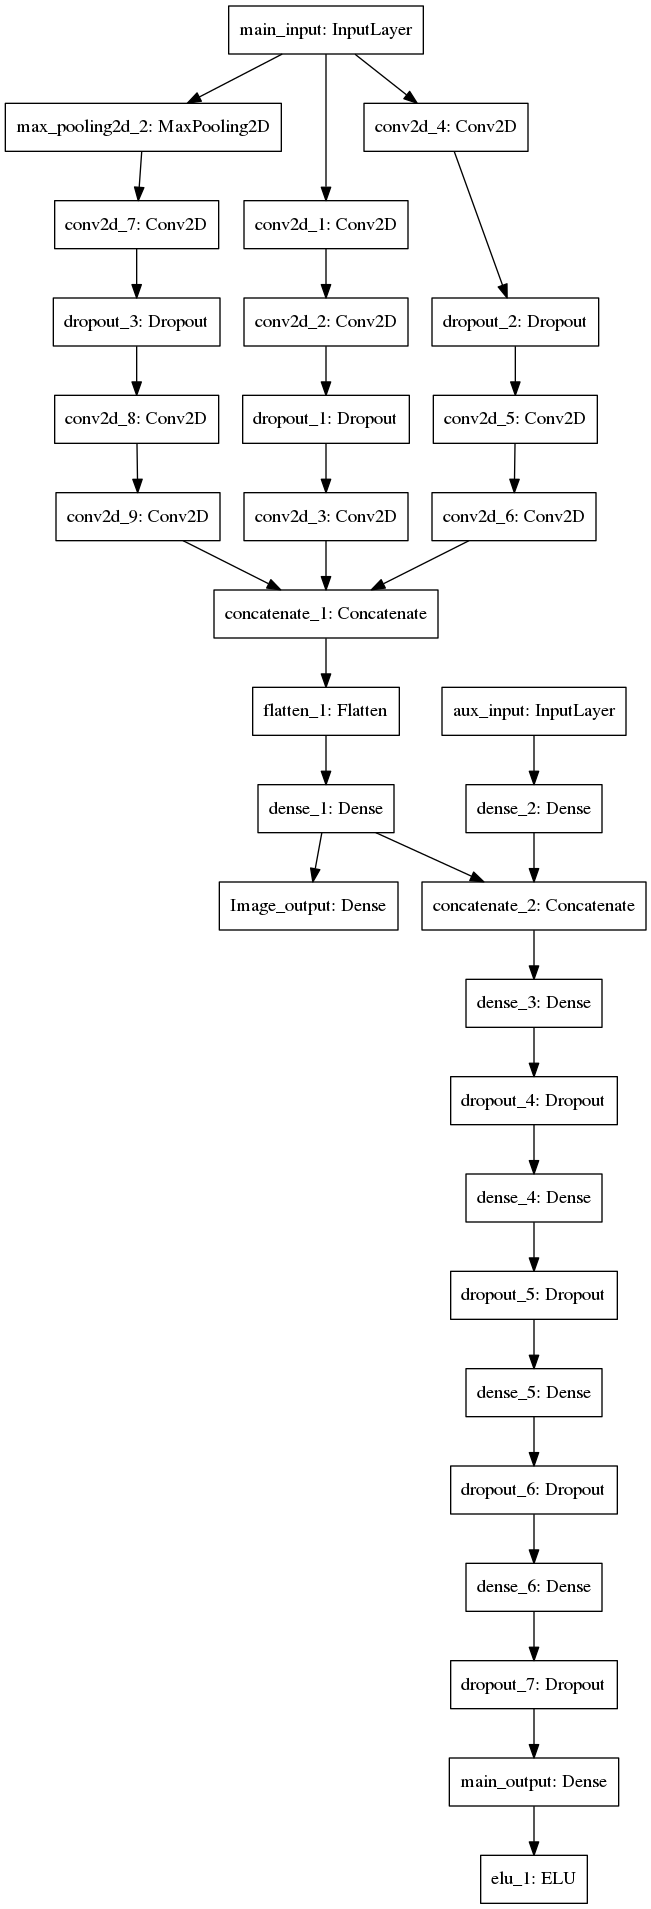 main_input: InputLayer
max_pooling2d_2: MaxPooling2D
conv2d_4: Conv2D
conv2d_7: Conv2D
conv2d_1: Conv2D
dropout_3: Dropout
conv2d_2: Conv2D
dropout_2: Dropout
conv2d_8: Conv2D
dropout_1: Dropout
conv2d_5: Conv2D
conv2d_9: Conv2D
conv2d_3: Conv2D
conv2d_6: Conv2D
concatenate_1: Concatenate
flatten_1: Flatten
aux_input: InputLayer
dense_1: Dense
dense_2: Dense
Image_output: Dense
concatenate_2: Concatenate
dense_3: Dense
dropout_4: Dropout
dense_4: Dense
dropout_5: Dropout
dense_5: Dense
dropout_6: Dropout
dense_6: Dense
dropout_7: Dropout
main_output: Dense
elu_1: ELU